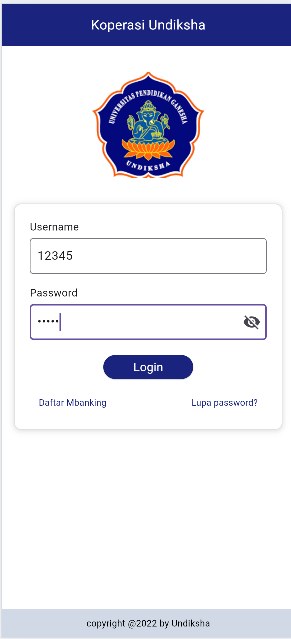 Koperasi Undiksha
UNIVERSITAS PENDIDIKAN GANESHA
UNDIKSHA
Username
12345
Password
•••••
Login
Daftar Mbanking
Lupa password?
copyright @2022 by Undiksha